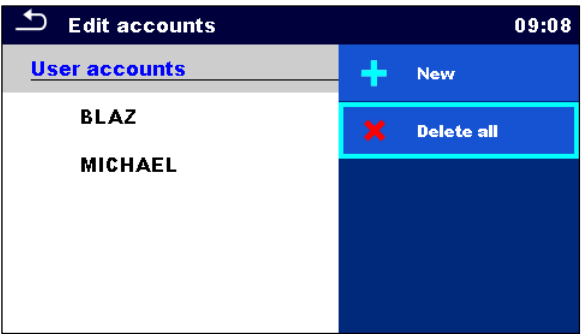 Edit accounts 09:08
User accounts
BLAZ
MICHAEL
New
Delete all